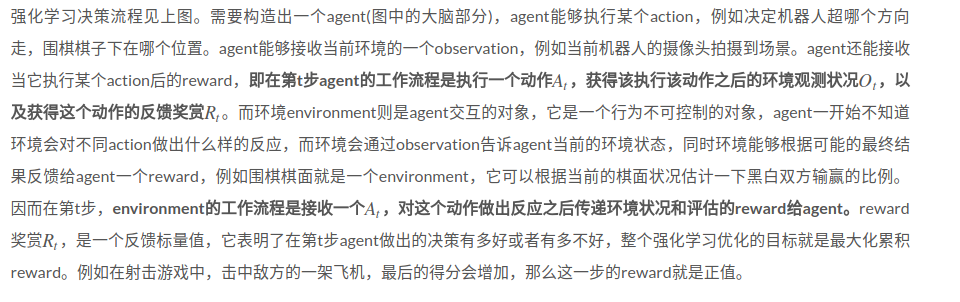 强化学习决策流程见上图。需要构造出一个agent(图中的大脑部分)，agent能够执行某个action，例如决定机器人超哪个方向
走，围棋棋子下在哪个位置。agent能够接收当前环境的一个observation，例如当前机器人的摄像头拍摄到场景。agent还能接收
当它执行某个action后的reward，即在第t步agent的工作流程是执行一个动作Aₜ，获得该执行该动作之后的环境观测状况Oₜ，以
及获得这个动作的反馈奖赏Rₜ。而环境environment则是agent交互的对象，它是一个行为不可控制的对象，agent一开始不知道
环境会对不同action做出什么样的反应，而环境会通过observation告诉agent当前的环境状态，同时环境能够根据可能的最终结
果反馈给agent一个reward，例如围棋棋面就是一个environment，它可以根据当前的棋面状况估计一下黑白双方输赢的比例。
因而在第t步，environment的工作流程是接收一个Aₜ，对这个动作做出反应之后传递环境状况和评估的reward给agent。reward
奖赏Rₜ，是一个反馈标量值，它表明了在第t步agent做出的决策有多好或者有多不好，整个强化学习优化的目标就是最大化累积
reward。例如在射击游戏中，击中敌方的一架飞机，最后的得分会增加，那么这一步的reward就是正值。